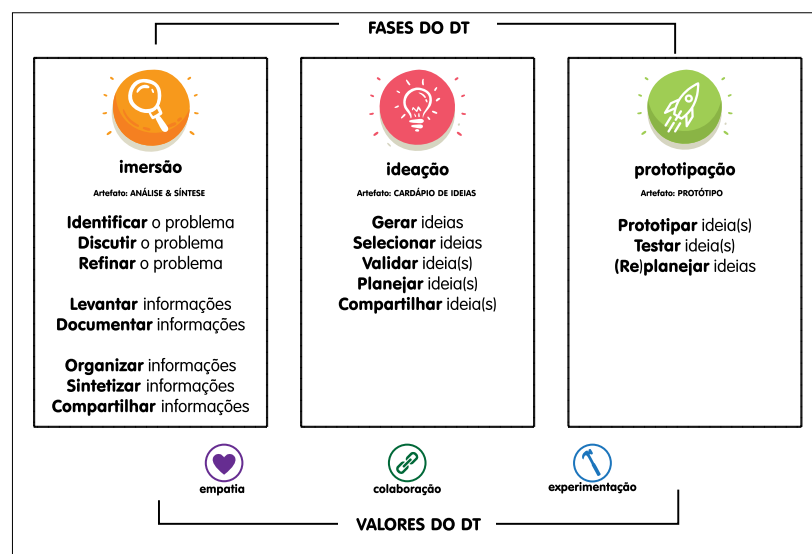 FASES DO DT
imersão
Artefato: ANÁLISE & SÍNTESE
Identificar o problema
Discutir o problema
Refinar o problema
Levantar informações
Documentar informações
Organizar informações
Sintetizar informações
Compartilhar informações
ideação
Artefato: CARDÁPIO DE IDEIAS
Gerar ideias
Selecionar ideias
Validar ideia(s)
Planejar ideia(s)
Compartilhar ideia(s)
prototipação
Artefato: PROTÓTIPO
Prototipar ideia(s)
Testar ideia(s)
(Re)planejar ideias
empatia
colaboração
experimentação
VALORES DO DT